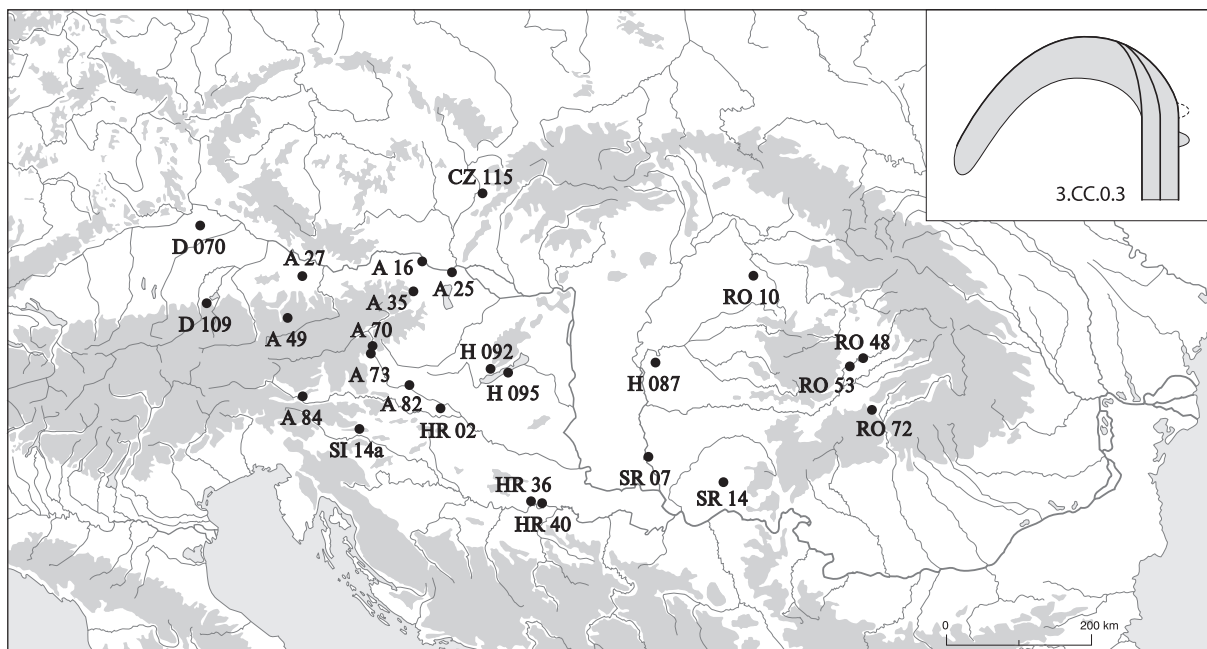 3.CC.0.3
CZ 115
D 070
A 27
A 16
A 25
D 109
A 49
A 35
RO 10
A 70
A 73
H 092
H 095
RO 48
RO 53
H 087
A 84
A 82
HR 02
RO 72
SI 14a
SR 07
SR 14
HR 36
HR 40
0 200 km